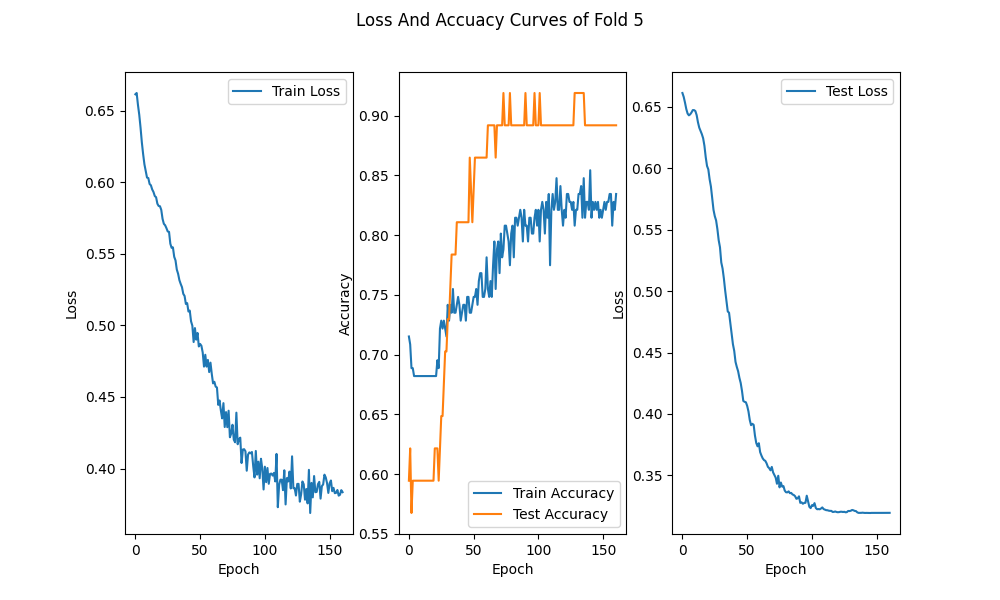 Loss And Accuacy Curves of Fold 5
Train Loss
0.65
0.60
0.55
0.50
0.45
0.40
Loss
0 50 100 150
Epoch
0.90
0.85
0.80
0.75
0.70
0.65
0.60
0.55
Accuracy
Train Accuracy
Test Accuracy
0 50 100 150
Epoch
Test Loss
0.65
0.60
0.55
0.50
0.45
0.40
0.35
Loss
0 50 100 150
Epoch